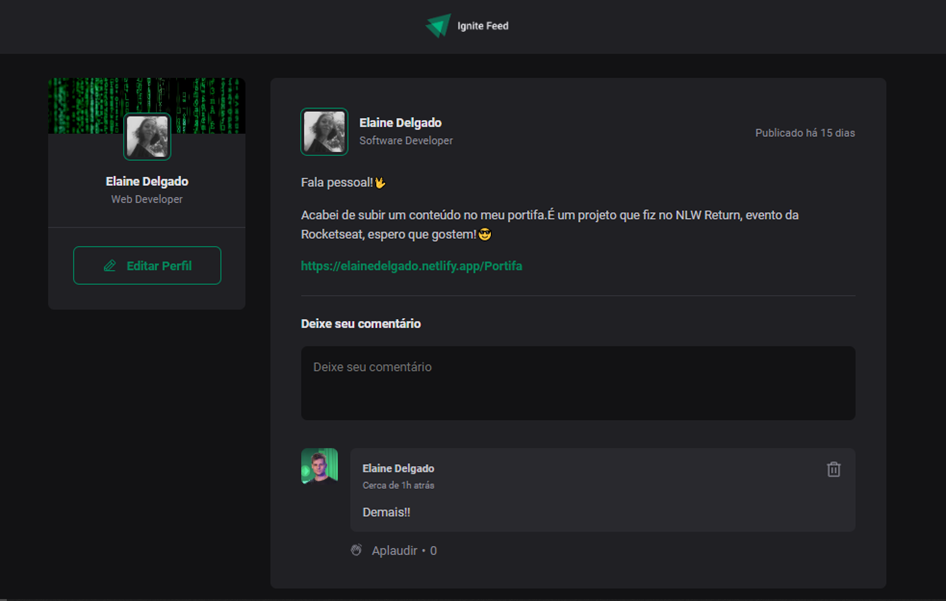 Ignite Feed
Elaine Delgado
Web Developer
Editar Perfil
Elaine Delgado
Software Developer
Publicado há 15 dias
Fala pessoal!🤟
Acabei de subir um conteúdo no meu portifa.É um projeto que fiz no NLW Return, evento da
Rocketseat, espero que gostem!😎
https://elainedelgado.netlify.app/Portifa
Deixe seu comentário
Deixe seu comentário
Elaine Delgado
Cerca de 1h atrás
Demais!!
Aplaudir • 0